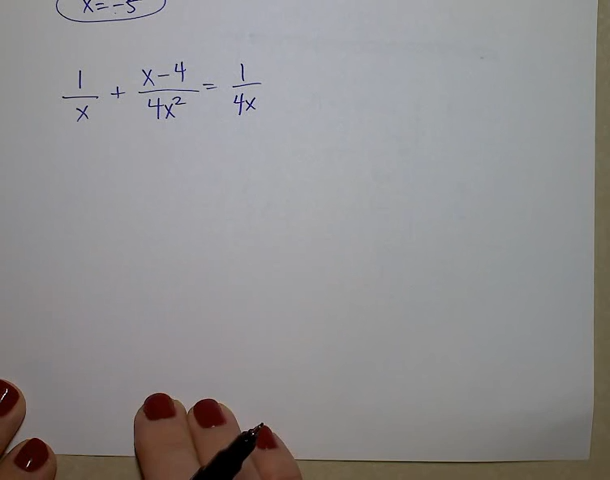 x=-5
1/x + (x-4)/4x² = 1/4x